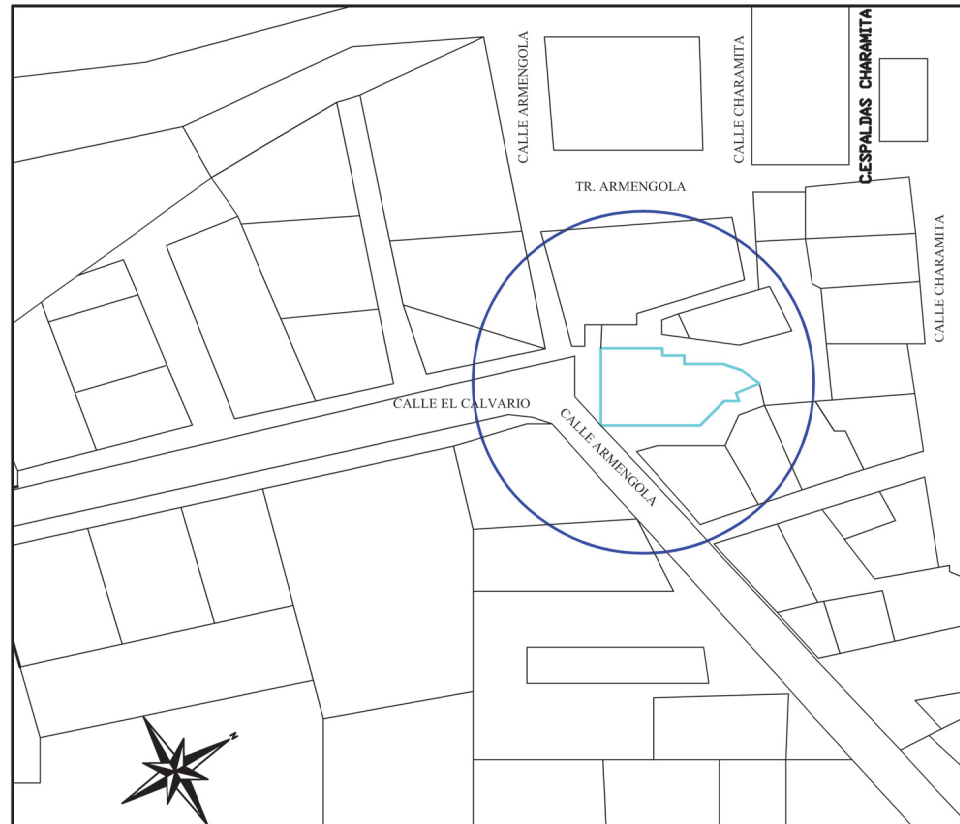 CALLE ARMENGOLA
CALLE CHARAMITA
C.ESPALDAS CHARAMITA
TR. ARMENGOLA
CALLE CHARAMITA
CALLE EL CALVARIO
CALLE ARMENGOLA
N